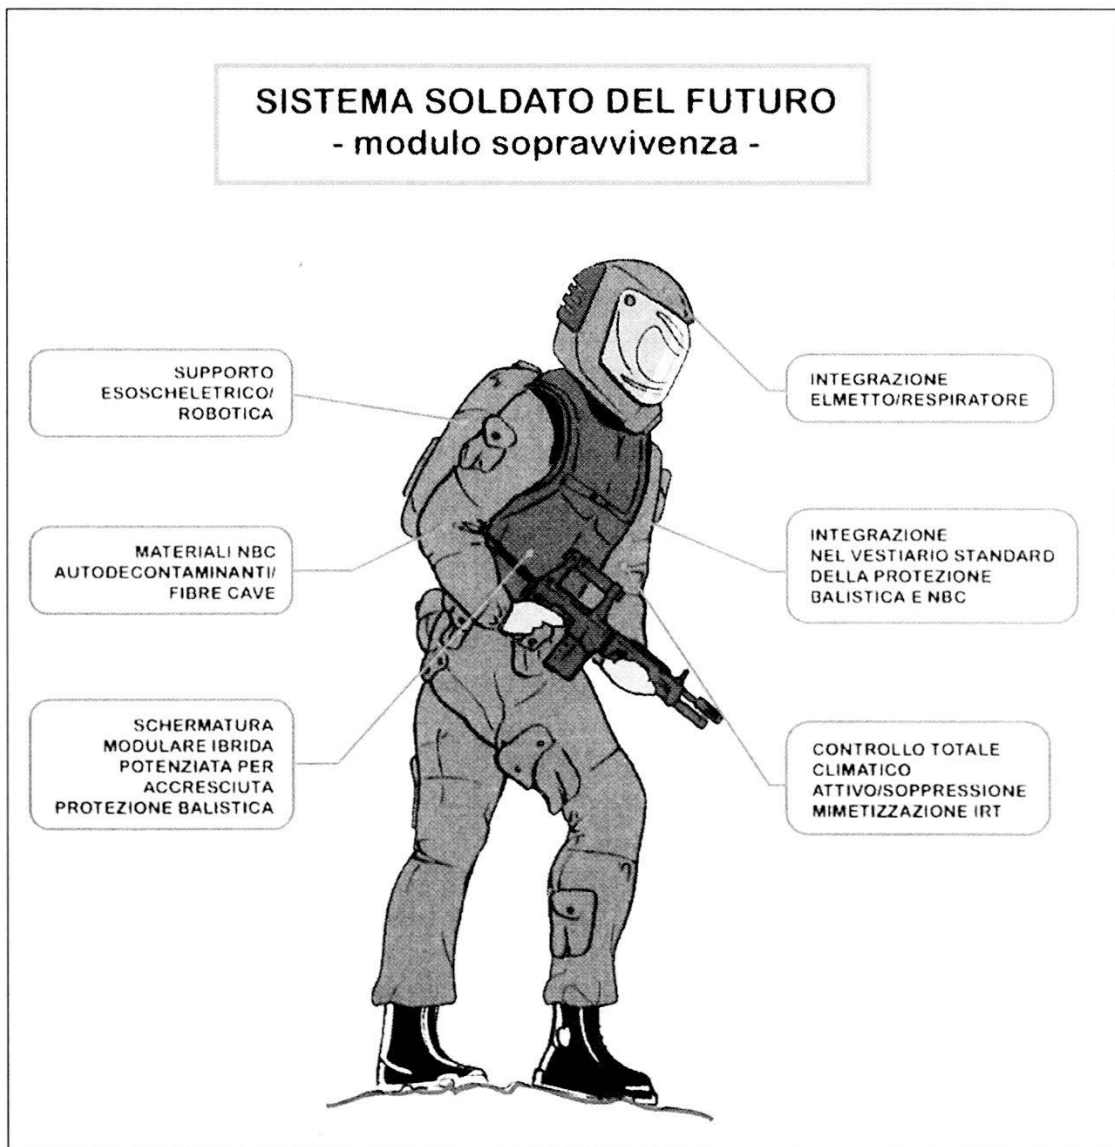 SISTEMA SOLDATO DEL FUTURO
- modulo sopravvivenza -
SUPPORTO
ESOSCHELETRICO/
ROBOTICA
MATERIALI NBC
AUTODECONTAMINANTI/
FIBRE CAVE
SCHERMATURA
MODULARE IBRIDA
POTENZIATA PER
ACCRESCIUTA
PROTEZIONE BALISTICA
INTEGRAZIONE
ELMETTO/RESPIRATORE
INTEGRAZIONE
NEL VESTIARIO STANDARD
DELLA PROTEZIONE
BALISTICA E NBC
CONTROLLO TOTALE
CLIMATICO
ATTIVO/SOPPRESSIONE
MIMETIZZAZIONE IRT